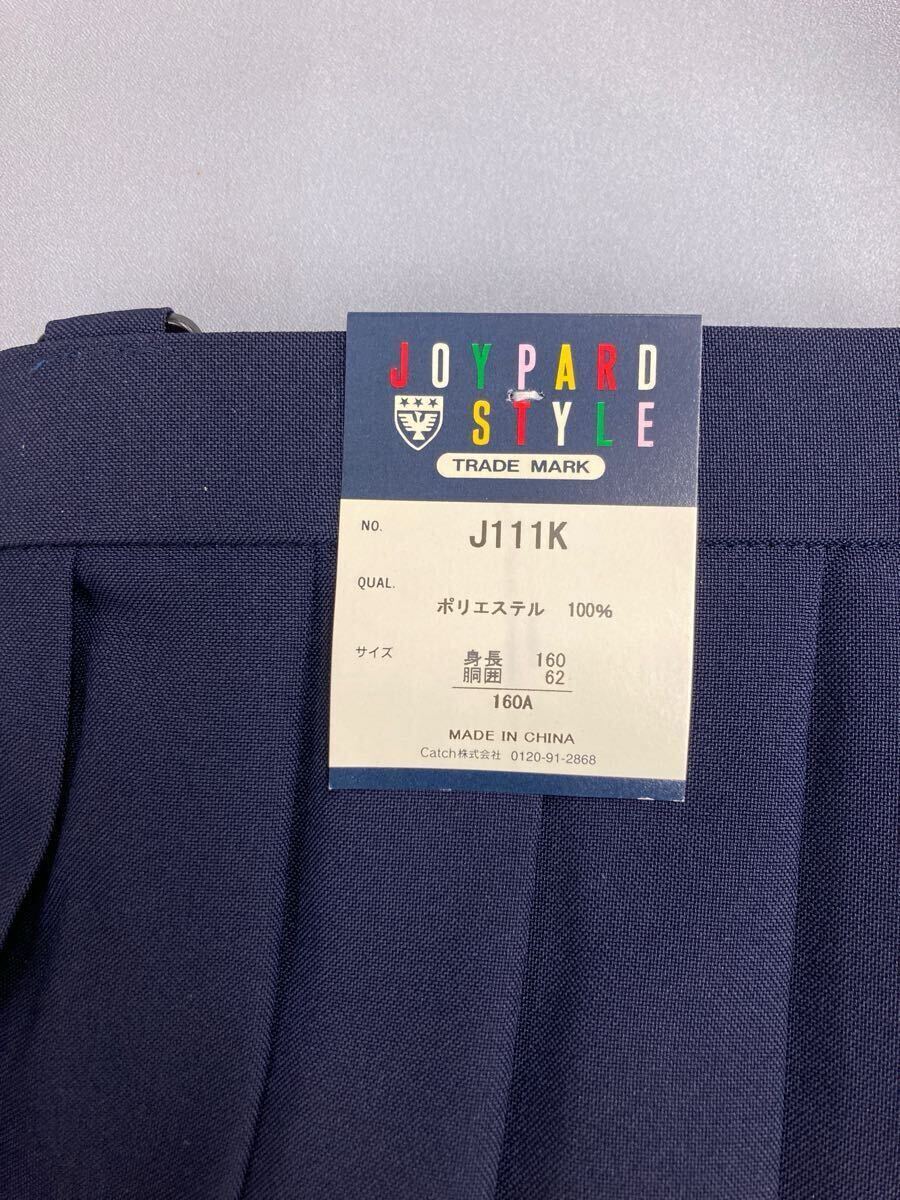 JOYPARD
STYLE
TRADE MARK
NO. J111K
QUAL.
ポリエステル 100%
サイズ 身長 160
胴囲 62
160A
MADE IN CHINA
Catch株式会社 0120-91-2868